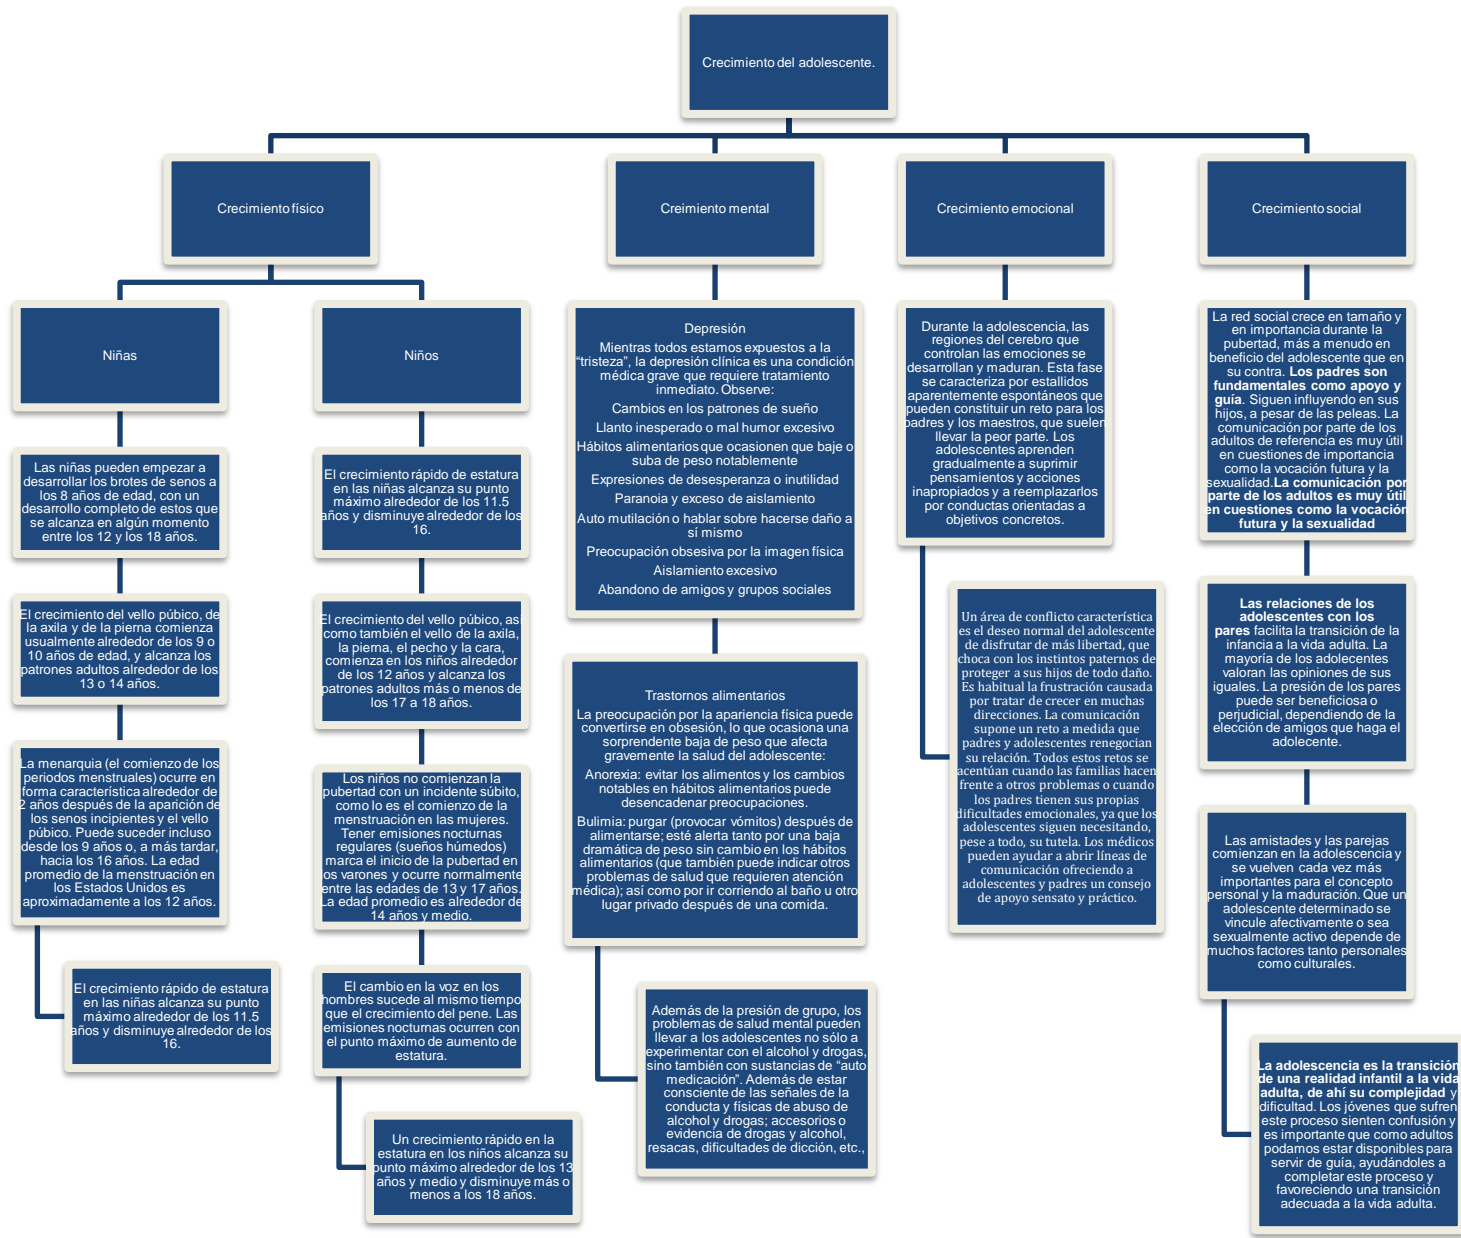 Crecimiento del adolescente.
Crecimiento físico
Niñas
Las niñas pueden empezar a
desarrollar los brotes de senos a
los 8 años de edad, con un
desarrollo completo de estos que
se alcanza en algún momento
entre los 12 y los 18 años.
El crecimiento del vello púbico, de
la axila y de la pierna comienza
usualmente alrededor de los 9 o
10 años de edad, y alcanza los
patrones adultos alrededor de los
13 o 14 años.
La menarquia (el comienzo de los
periodos menstruales) ocurre en
forma característica alrededor de
2 años después de la aparición de
los senos incipientes y el vello
púbico. Puede suceder incluso
desde los 9 años o, a más tardar,
hacia los 16 años. La edad
promedio de la menstruación en
los Estados Unidos es
aproximadamente a los 12 años.
El crecimiento rápido de estatura
en las niñas alcanza su punto
máximo alrededor de los 11.5
años y disminuye alrededor de los
16.
Niños
El crecimiento rápido de estatura
en las niñas alcanza su punto
máximo alrededor de los 11.5
años y disminuye alrededor de los
16.
El crecimiento del vello púbico, así
como también el vello de la axila,
la pierna, el pecho y la cara,
comienza en los niños alrededor
de los 12 años y alcanza los
patrones adultos más o menos de
los 17 a 18 años.
Los niños no comienzan la
pubertad con un incidente súbito,
como lo es el comienzo de la
menstruación en las mujeres.
Tener emisiones nocturnas
regulares (sueños húmedos)
marca el inicio de la pubertad en
los varones y ocurre normalmente
entre las edades de 13 y 17 años.
La edad promedio es alrededor de
14 años y medio.
El cambio en la voz en los
hombres sucede al mismo tiempo
que el crecimiento del pene. Las
emisiones nocturnas ocurren con
el punto máximo de aumento de
estatura.
Un crecimiento rápido en la
estatura en los niños alcanza su
punto máximo alrededor de los 13
años y medio y disminuye más o
menos a los 18 años.
Creimiento mental
Depresión
Mientras todos estamos expuestos a la
“tristeza”, la depresión clínica es una condición
médica grave que requiere tratamiento
inmediato. Observe:
Cambios en los patrones de sueño
Llanto inesperado o mal humor excesivo
Hábitos alimentarios que ocasionen que baje o
suba de peso notablemente
Expresiones de desesperanza o inutilidad
Paranoia y exceso de aislamiento
Auto mutilación o hablar sobre hacerse daño a
sí mismo
Preocupación obsesiva por la imagen física
Aislamiento excesivo
Abandono de amigos y grupos sociales
Trastornos alimentarios
La preocupación por la apariencia física puede
convertirse en obsesión, lo que ocasiona una
sorprendente baja de peso que afecta
gravemente la salud del adolescente:
Anorexia: evitar los alimentos y los cambios
notables en hábitos alimentarios puede
desencadenar preocupaciones.
Bulimia: purgar (provocar vómitos) después de
alimentarse; esté alerta tanto por una baja
dramática de peso sin cambio en los hábitos
alimentarios (que también puede indicar otros
problemas de salud que requieren atención
médica); así como por ir corriendo al baño u otro
lugar privado después de una comida.
Además de la presión de grupo, los
problemas de salud mental pueden
llevar a los adolescentes no sólo a
experimentar con el alcohol y drogas,
sino también con sustancias de “auto
medicación”. Además de estar
consciente de las señales de la
conducta y físicas de abuso de
alcohol y drogas; accesorios o
evidencia de drogas y alcohol,
resacas, dificultades de dicción, etc.,
Crecimiento emocional
Durante la adolescencia, las
regiones del cerebro que
controlan las emociones se
desarrollan y maduran. Esta fase
se caracteriza por estallidos
aparentemente espontáneos que
pueden constituir un reto para los
padres y los maestros, que suelen
llevar la peor parte. Los
adolescentes aprenden
gradualmente a suprimir
pensamientos y acciones
inapropiados y a reemplazarlos
por conductas orientadas a
objetivos concretos.
Un área de conflicto característica
es el deseo normal del adolescente
de disfrutar de más libertad, que
choca con los instintos paternos de
proteger a sus hijos de todo daño.
Es habitual la frustración causada
por tratar de crecer en muchas
direcciones. La comunicación
supone un reto a medida que
padres y adolescentes renegocian
su relación. Todos estos retos se
acentúan cuando las familias hacen
frente a otros problemas o cuando
los padres tienen sus propias
dificultades emocionales, ya que los
adolescentes siguen necesitando,
pese a todo, su tutela. Los médicos
pueden ayudar a abrir líneas de
comunicación ofreciendo a
adolescentes y padres un consejo
de apoyo sensato y práctico.
Crecimiento social
La red social crece en tamaño y
en importancia durante la
pubertad, más a menudo en
beneficio del adolescente que en
su contra. Los padres son
fundamentales como apoyo y
guía. Siguen influyendo en sus
hijos, a pesar de las peleas. La
comunicación por parte de los
adultos de referencia es muy útil
en cuestiones de importancia
como la vocación futura y la
sexualidad.La comunicación por
parte de los adultos es muy útil
en cuestiones como la vocación
futura y la sexualidad
Las relaciones de los
adolescentes con los
pares facilita la transición de la
infancia a la vida adulta. La
mayoría de los adolecentes
valoran las opiniones de sus
iguales. La presión de los pares
puede ser beneficiosa o
perjudicial, dependiendo de la
elección de amigos que haga el
adolecente.
Las amistades y las parejas
comienzan en la adolescencia y
se vuelven cada vez más
importantes para el concepto
personal y la maduración. Que un
adolescente determinado se
vincule afectivamente o sea
sexualmente activo depende de
muchos factores tanto personales
como culturales.
La adolescencia es la transición
de una realidad infantil a la vida
adulta, de ahí su complejidad y
dificultad. Los jóvenes que sufren
este proceso sienten confusión y
es importante que como adultos
podamos estar disponibles para
servir de guía, ayudándoles a
completar este proceso y
favoreciendo una transición
adecuada a la vida adulta.